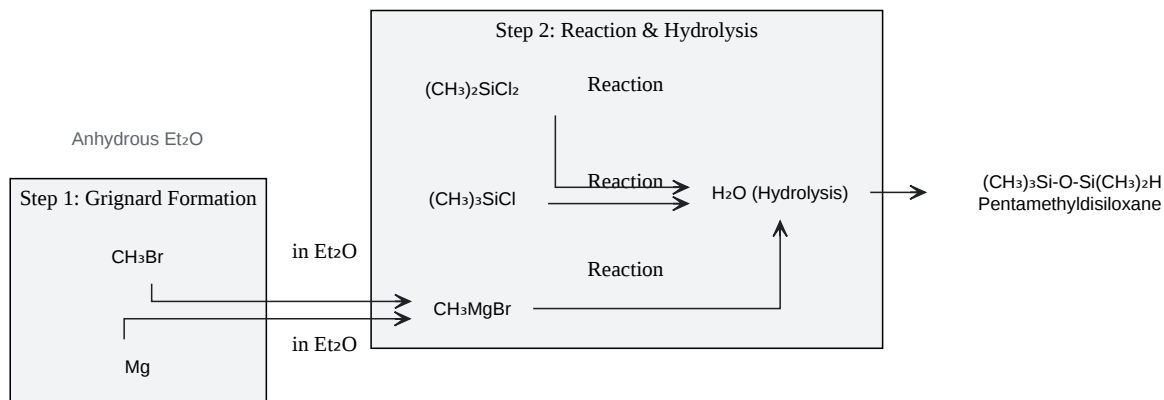 Step 2: Reaction & Hydrolysis
(CH₃)₂SiCl₂
Reaction
Anhydrous Et₂O
Step 1: Grignard Formation
(CH₃)₃SiCl
Reaction
H₂O (Hydrolysis)
(CH₃)₃Si-O-Si(CH₃)₂H
Pentamethyldisiloxane
CH₃Br
in Et₂O
Reaction
CH₃MgBr
in Et₂O
Mg